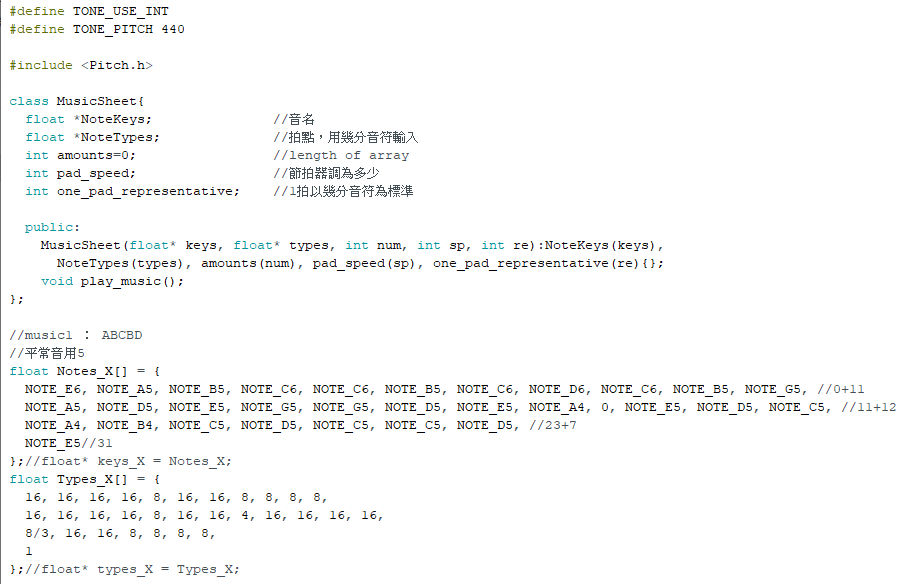 #define TONE_USE_INT
#define TONE_PITCH 440
#include <Pitch.h>
class MusicSheet{
float *NoteKeys; //音名
float *NoteTypes; //拍點，用幾分音符輸入
int amounts=0; //length of array
int pad_speed; //節拍器調為多少
int one_pad_representative; //1拍以幾分音符為標準
public:
MusicSheet(float* keys, float* types, int num, int sp, int re):NoteKeys(keys),
NoteTypes(types), amounts(num), pad_speed(sp), one_pad_representative(re){};
void play_music();
};
//music1 : ABCBD
//平常音用5
float Notes_X[] = {
NOTE_E6, NOTE_A5, NOTE_B5, NOTE_C6, NOTE_C6, NOTE_B5, NOTE_C6, NOTE_D6, NOTE_C6, NOTE_B5, NOTE_G5, //0+11
NOTE_A5, NOTE_D5, NOTE_E5, NOTE_G5, NOTE_G5, NOTE_D5, NOTE_E5, NOTE_A4, 0, NOTE_E5, NOTE_D5, NOTE_C5, //11+12
NOTE_A4, NOTE_B4, NOTE_C5, NOTE_D5, NOTE_C5, NOTE_C5, NOTE_D5, //23+7
NOTE_E5//31
};//float* keys_X = Notes_X;
float Types_X[] = {
16, 16, 16, 16, 8, 16, 16, 8, 8, 8, 8,
16, 16, 16, 16, 8, 16, 16, 4, 16, 16, 16, 16,
8/3, 16, 16, 8, 8, 8, 8,
1
};//float* types_X = Types_X;